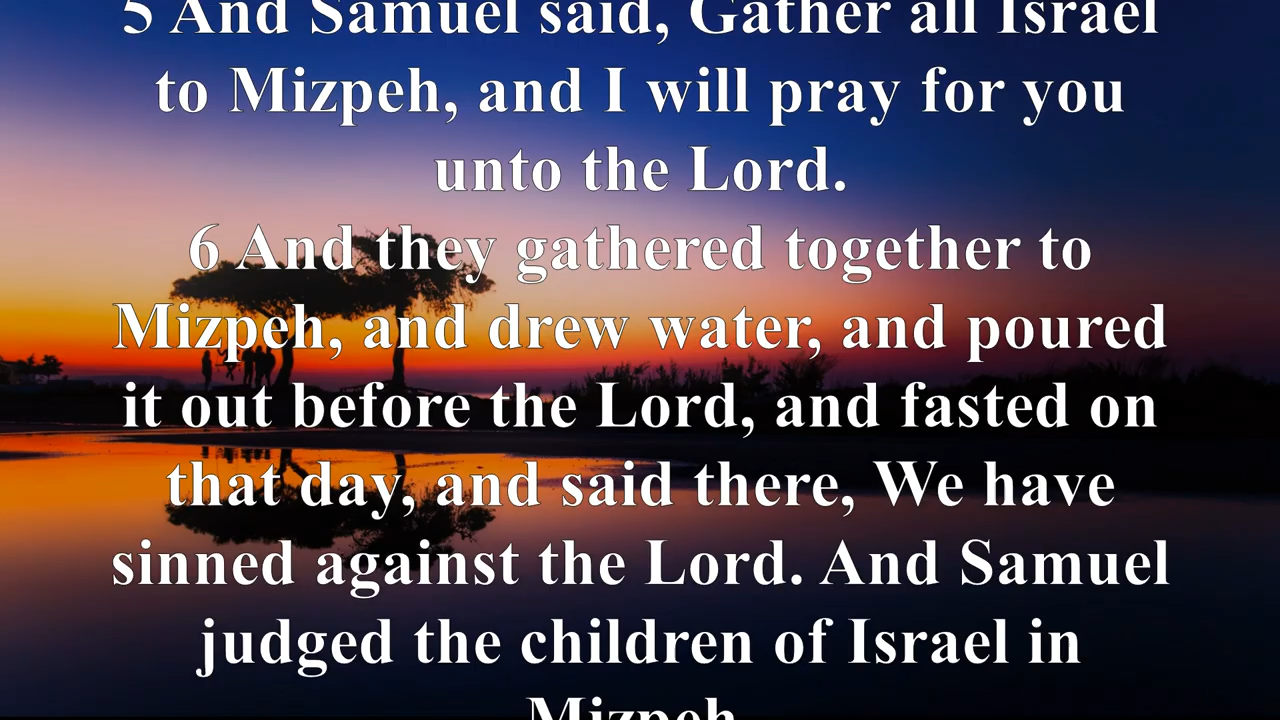 5 And Samuel said, Gather all Israel
to Mizpeh, and I will pray for you
unto the Lord.
6 And they gathered together to
Mizpeh, and drew water, and poured
it out before the Lord, and fasted on
that day, and said there, We have
sinned against the Lord. And Samuel
judged the children of Israel in
Mizpeh